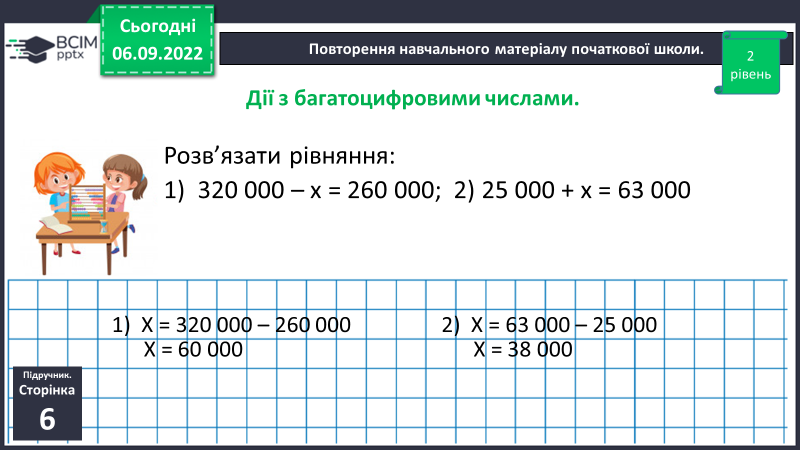 Сьогодні
06.09.2022
BCIM
pptx
Повторення навчального матеріалу початкової школи.
2
рівень
Дії з багатоцифровими числами.
Розв’язати рівняння:
1) 320 000 – х = 260 000; 2) 25 000 + х = 63 000
1) Х = 320 000 – 260 000
Х = 60 000
2) Х = 63 000 – 25 000
Х = 38 000
Підручник.
Сторінка
6